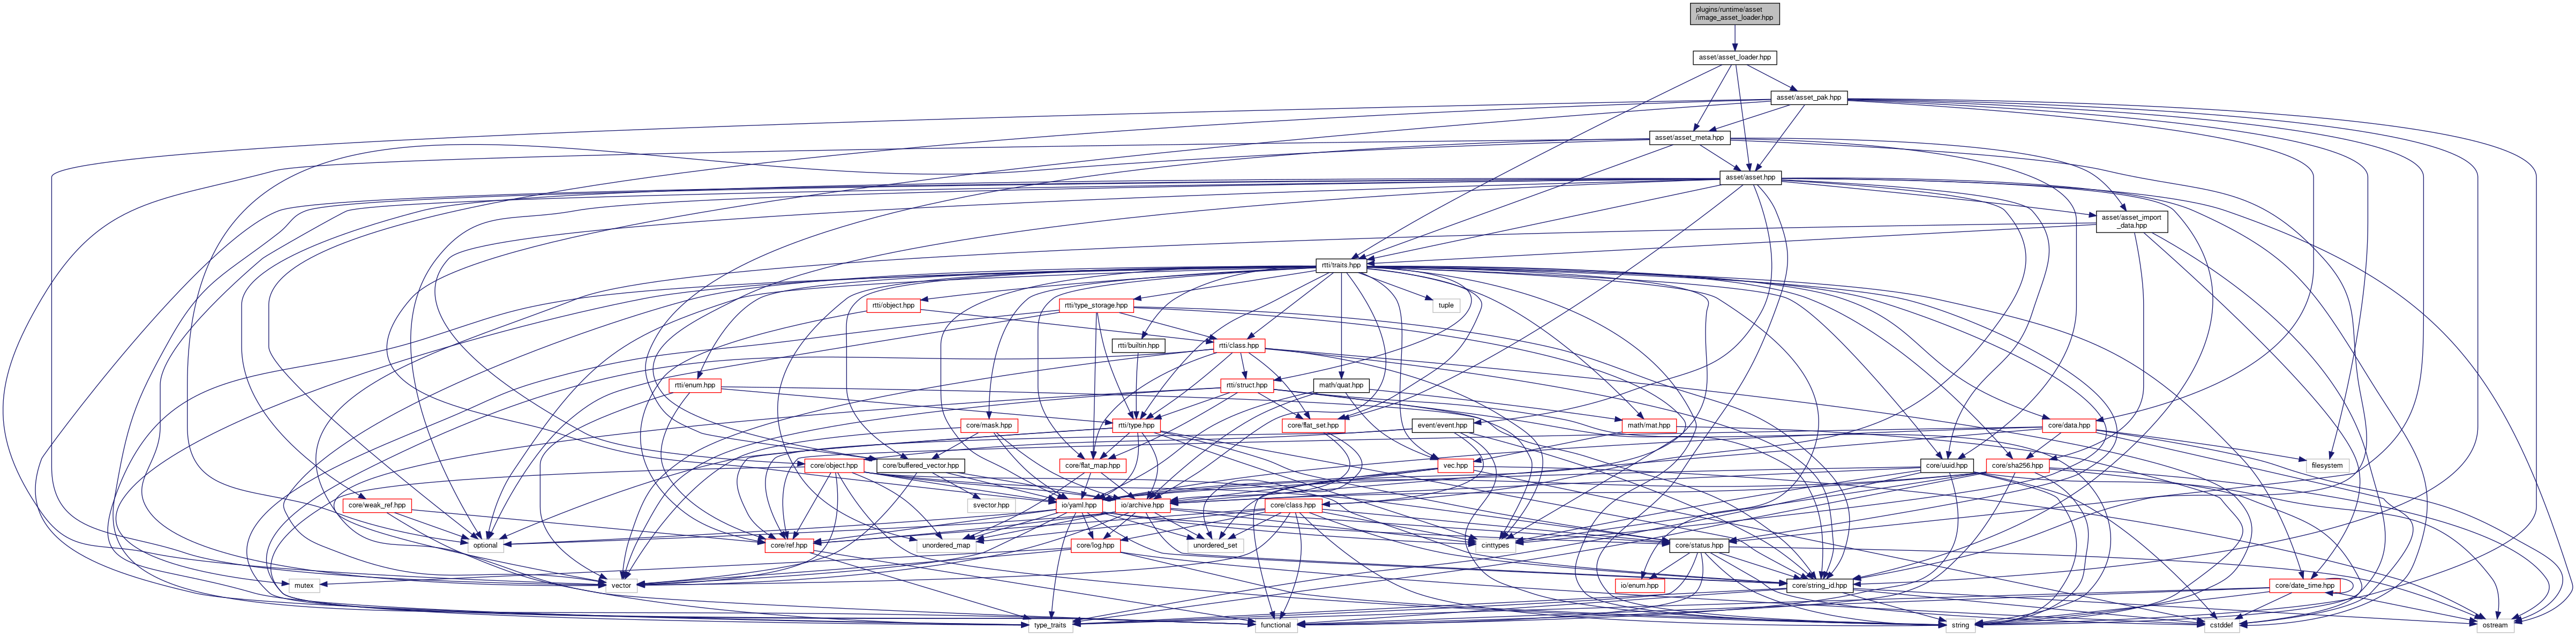 plugins/runtime/asset
/image_asset_loader.hpp
asset/asset_loader.hpp
asset/asset_pak.hpp
asset/asset_meta.hpp
asset/asset.hpp
asset/asset_import
_data.hpp
rtti/traits.hpp
rtti/object.hpp
rtti/type_storage.hpp
tuple
rtti/builtin.hpp
rtti/class.hpp
rtti/enum.hpp
rtti/struct.hpp
math/quat.hpp
core/mask.hpp
rtti/type.hpp
core/flat_set.hpp
event/event.hpp
math/mat.hpp
core/data.hpp
core/object.hpp
core/buffered_vector.hpp
core/flat_map.hpp
vec.hpp
core/uuid.hpp
core/sha256.hpp
filesystem
core/weak_ref.hpp
svector.hpp
io/yaml.hpp
io/archive.hpp
core/class.hpp
optional
core/ref.hpp
unordered_map
core/log.hpp
unordered_set
cinttypes
core/status.hpp
mutex
vector
io/enum.hpp
core/string_id.hpp
core/date_time.hpp
type_traits
functional
string
cstddef
ostream